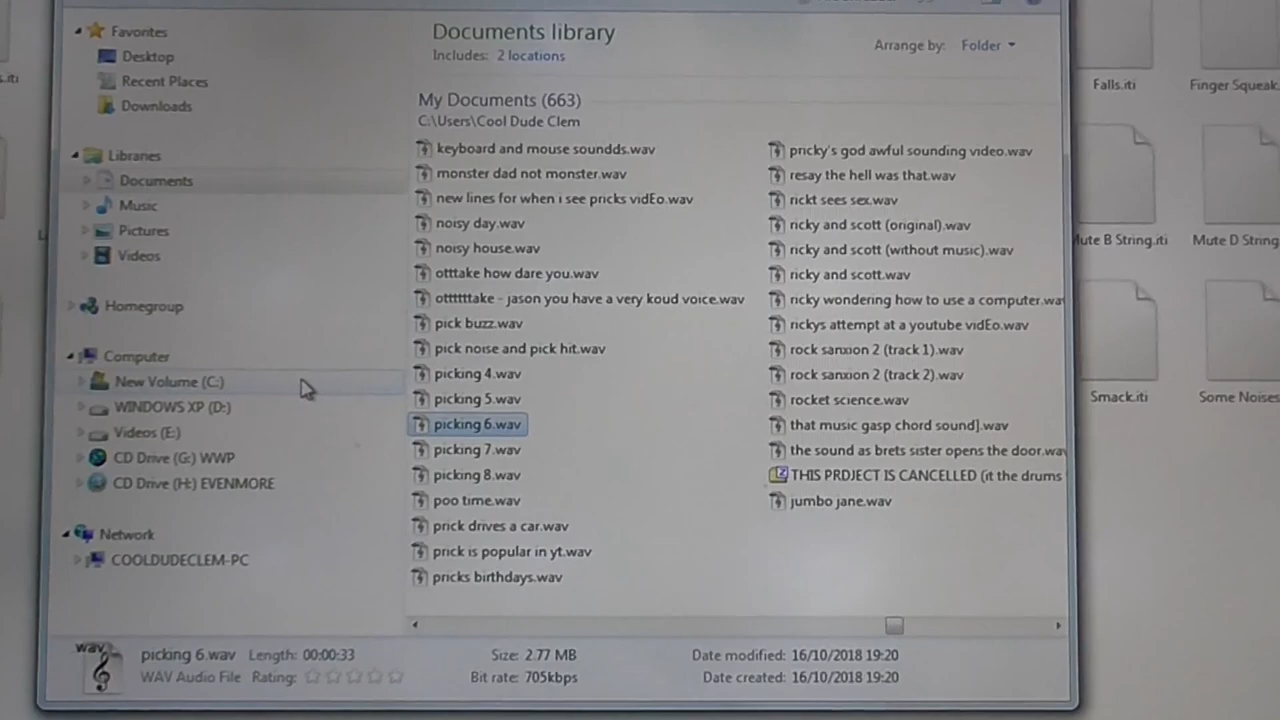 Favorites
Desktop
Recent Places
Downloads
Libraries
Documents
Music
Pictures
Videos
Homegroup
Computer
New Volume (C:)
WINDOWS XP (D:)
Videos (E:)
CD Drive (G:) WWP
CD Drive (H:) EVENMORE
Network
COOLDUDECLEM-PC
Documents library
Includes: 2 locations
Arrange by: Folder
My Documents (663)
C:\Users\Cool Dude Clem
keyboard and mouse soundds.wav
monster dad not monster.wav
new lines for when i see pricks vidEo.wav
noisy day.wav
noisy house.wav
otttake how dare you.wav
ottttttake - jason you have a very koud voice.wav
pick buzz.wav
pick noise and pick hit.wav
picking 4.wav
picking 5.wav
picking 6.wav
picking 7.wav
picking 8.wav
poo time.wav
prick drives a car.wav
prick is popular in yt.wav
pricks birthdays.wav
pricky's god awful sounding video.wav
resay the hell was that.wav
rickt sees sex.wav
ricky and scott (original).wav
ricky and scott (without music).wav
ricky and scott.wav
ricky wondering how to use a computer.wa
rickys attempt at a youtube vidEo.wav
rock sanxion 2 (track 1).wav
rock sanxion 2 (track 2).wav
rocket science.wav
that music gasp chord sound].wav
the sound as brets sister opens the door.wa
THIS PRDJECT IS CANCELLED (it the drums
jumbo jane.wav
s.iti
Falls.iti
Finger Squeak
Mute B String.iti
Mute D String
Smack.iti
Some Noises
wav
picking 6.wav Length: 00:00:33
WAV Audio File Rating:
Size: 2.77 MB
Bit rate: 705kbps
Date modified: 16/10/2018 19:20
Date created: 16/10/2018 19:20